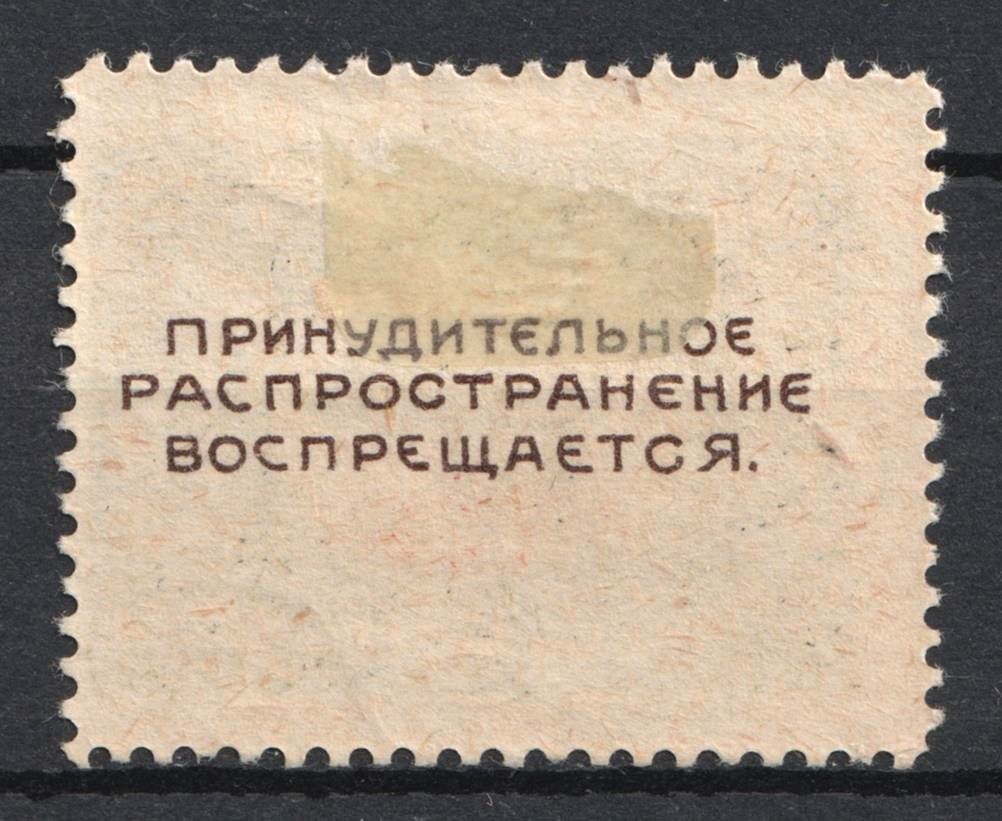 ПРИНУДИТЕЛЬНОЕ
РАСПРОСТРАНЕНИЕ
ВОСПРЕЩАЕТСЯ.